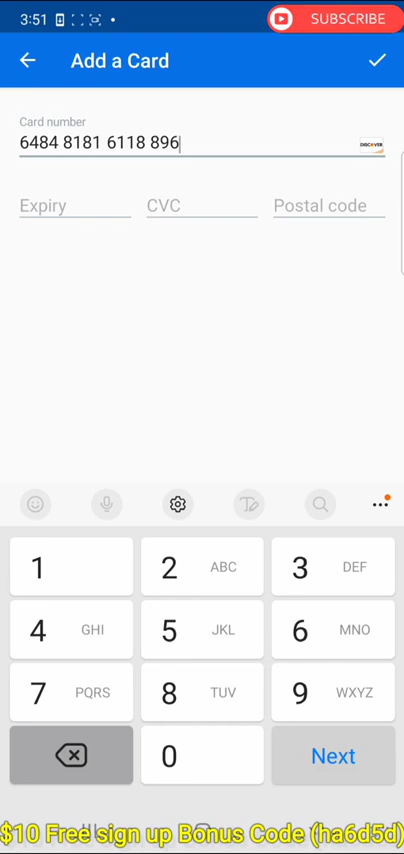 3:51
SUBSCRIBE
Add a Card
Card number
6484 8181 6118 896
DISCOVER
Expiry CVC Postal code
1 2 ABC 3 DEF
4 GHI 5 JKL 6 MNO
7 PQRS 8 TUV 9 WXYZ
0 Next
$10 Free sign up Bonus Code (ha6d5d)